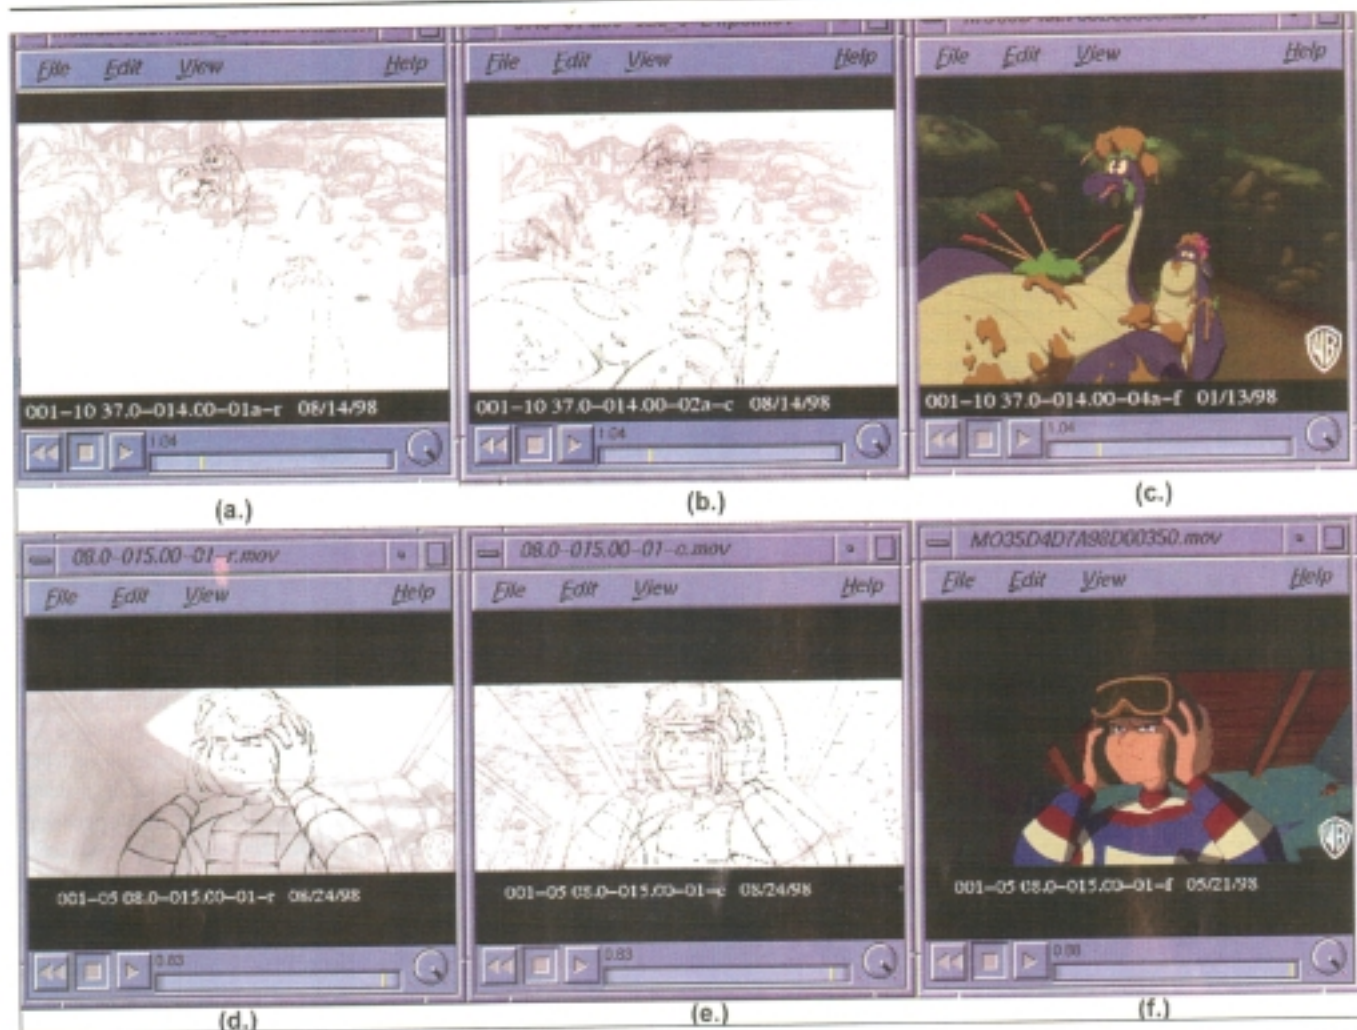 File Edit View Help
File Edit View Help
File Edit View Help
WB
001-10 37.0-014.00-01a-r 08/14/98
001-10 37.0-014.00-02a-c 08/14/98
001-10 37.0-014.00-04a-f 01/13/98
1.04
1.04
1.04
(a.)
(b.)
(c.)
08.0-015.00-01-r.mov
08.0-015.00-01-c.mov
MO35D4D7A98D00350.mov
File Edit View Help
File Edit View Help
File Edit View Help
WB
001-05 08.0-015.00-01-r 08/24/98
001-05 08.0-015.00-01-c 08/24/98
001-05 08.0-015.00-01-f 05/21/98
0.83
0.83
(d.)
(e.)
(f.)